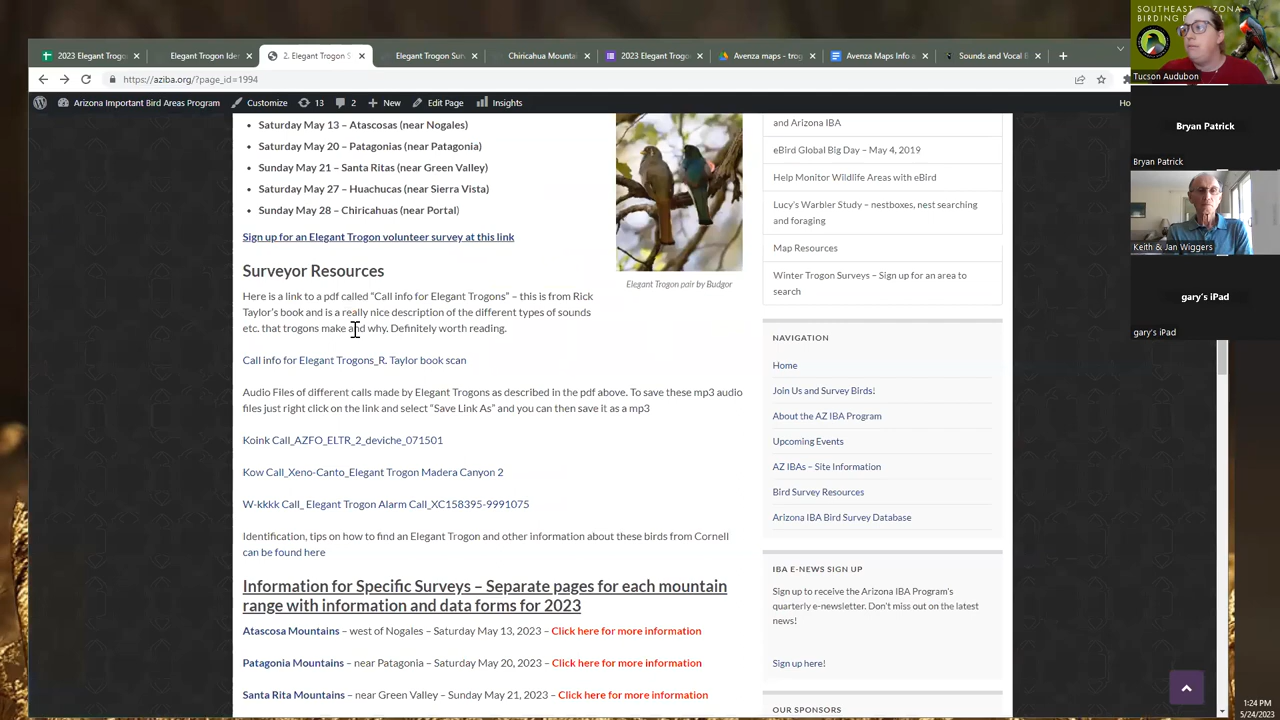 SOUTHEAST ARIZONA
2023 Elegant Trog
Elegant Trogon Ide
2. Elegant Trogon S
Elegant Trogon Sur
Chiricahua Mounta
2023 Elegant Trogo
Avenza maps - trog
Avenza Maps Info a
Sounds and Vocal B
https://aziba.org/?page_id=1994
Tucson Audubon
Arizona Important Bird Areas Program
Customize
13
2
New
Edit Page
Insights
Ho
Saturday May 13 – Atascosas (near Nogales)
Saturday May 20 – Patagonias (near Patagonia)
Sunday May 21 – Santa Ritas (near Green Valley)
Saturday May 27 – Huachucas (near Sierra Vista)
Sunday May 28 – Chiricahuas (near Portal)
Sign up for an Elegant Trogon volunteer survey at this link
Elegant Trogon pair by Budgor
Surveyor Resources
Here is a link to a pdf called “Call info for Elegant Trogons” – this is from Rick
Taylor’s book and is a really nice description of the different types of sounds
etc. that trogons make and why. Definitely worth reading.
Call info for Elegant Trogons_R. Taylor book scan
Audio Files of different calls made by Elegant Trogons as described in the pdf above. To save these mp3 audio
files just right click on the link and select “Save Link As” and you can then save it as a mp3
Koink Call_AZFO_ELTR_2_deviche_071501
Kow Call_Xeno-Canto_Elegant Trogon Madera Canyon 2
W-kkkk Call_ Elegant Trogon Alarm Call_XC158395-9991075
Identification, tips on how to find an Elegant Trogon and other information about these birds from Cornell
can be found here
Information for Specific Surveys – Separate pages for each mountain
range with information and data forms for 2023
Atascosa Mountains – west of Nogales – Saturday May 13, 2023 – Click here for more information
Patagonia Mountains – near Patagonia – Saturday May 20, 2023 – Click here for more information
Santa Rita Mountains – near Green Valley – Sunday May 21, 2023 – Click here for more information
and Arizona IBA
eBird Global Big Day – May 4, 2019
Help Monitor Wildlife Areas with eBird
Lucy’s Warbler Study – nestboxes, nest searching
and foraging
Map Resources
Winter Trogon Surveys – Sign up for an area to
search
NAVIGATION
Home
Join Us and Survey Birds!
About the AZ IBA Program
Upcoming Events
AZ IBAs – Site Information
Bird Survey Resources
Arizona IBA Bird Survey Database
IBA E-NEWS SIGN UP
Sign up to receive the Arizona IBA Program's
quarterly e-newsletter. Don't miss out on the latest
news!
Sign up here!
OUR SPONSORS
Bryan Patrick
Bryan Patrick
Keith & Jan Wiggers
gary's iPad
gary's iPad
1:24 PM
5/24/2023